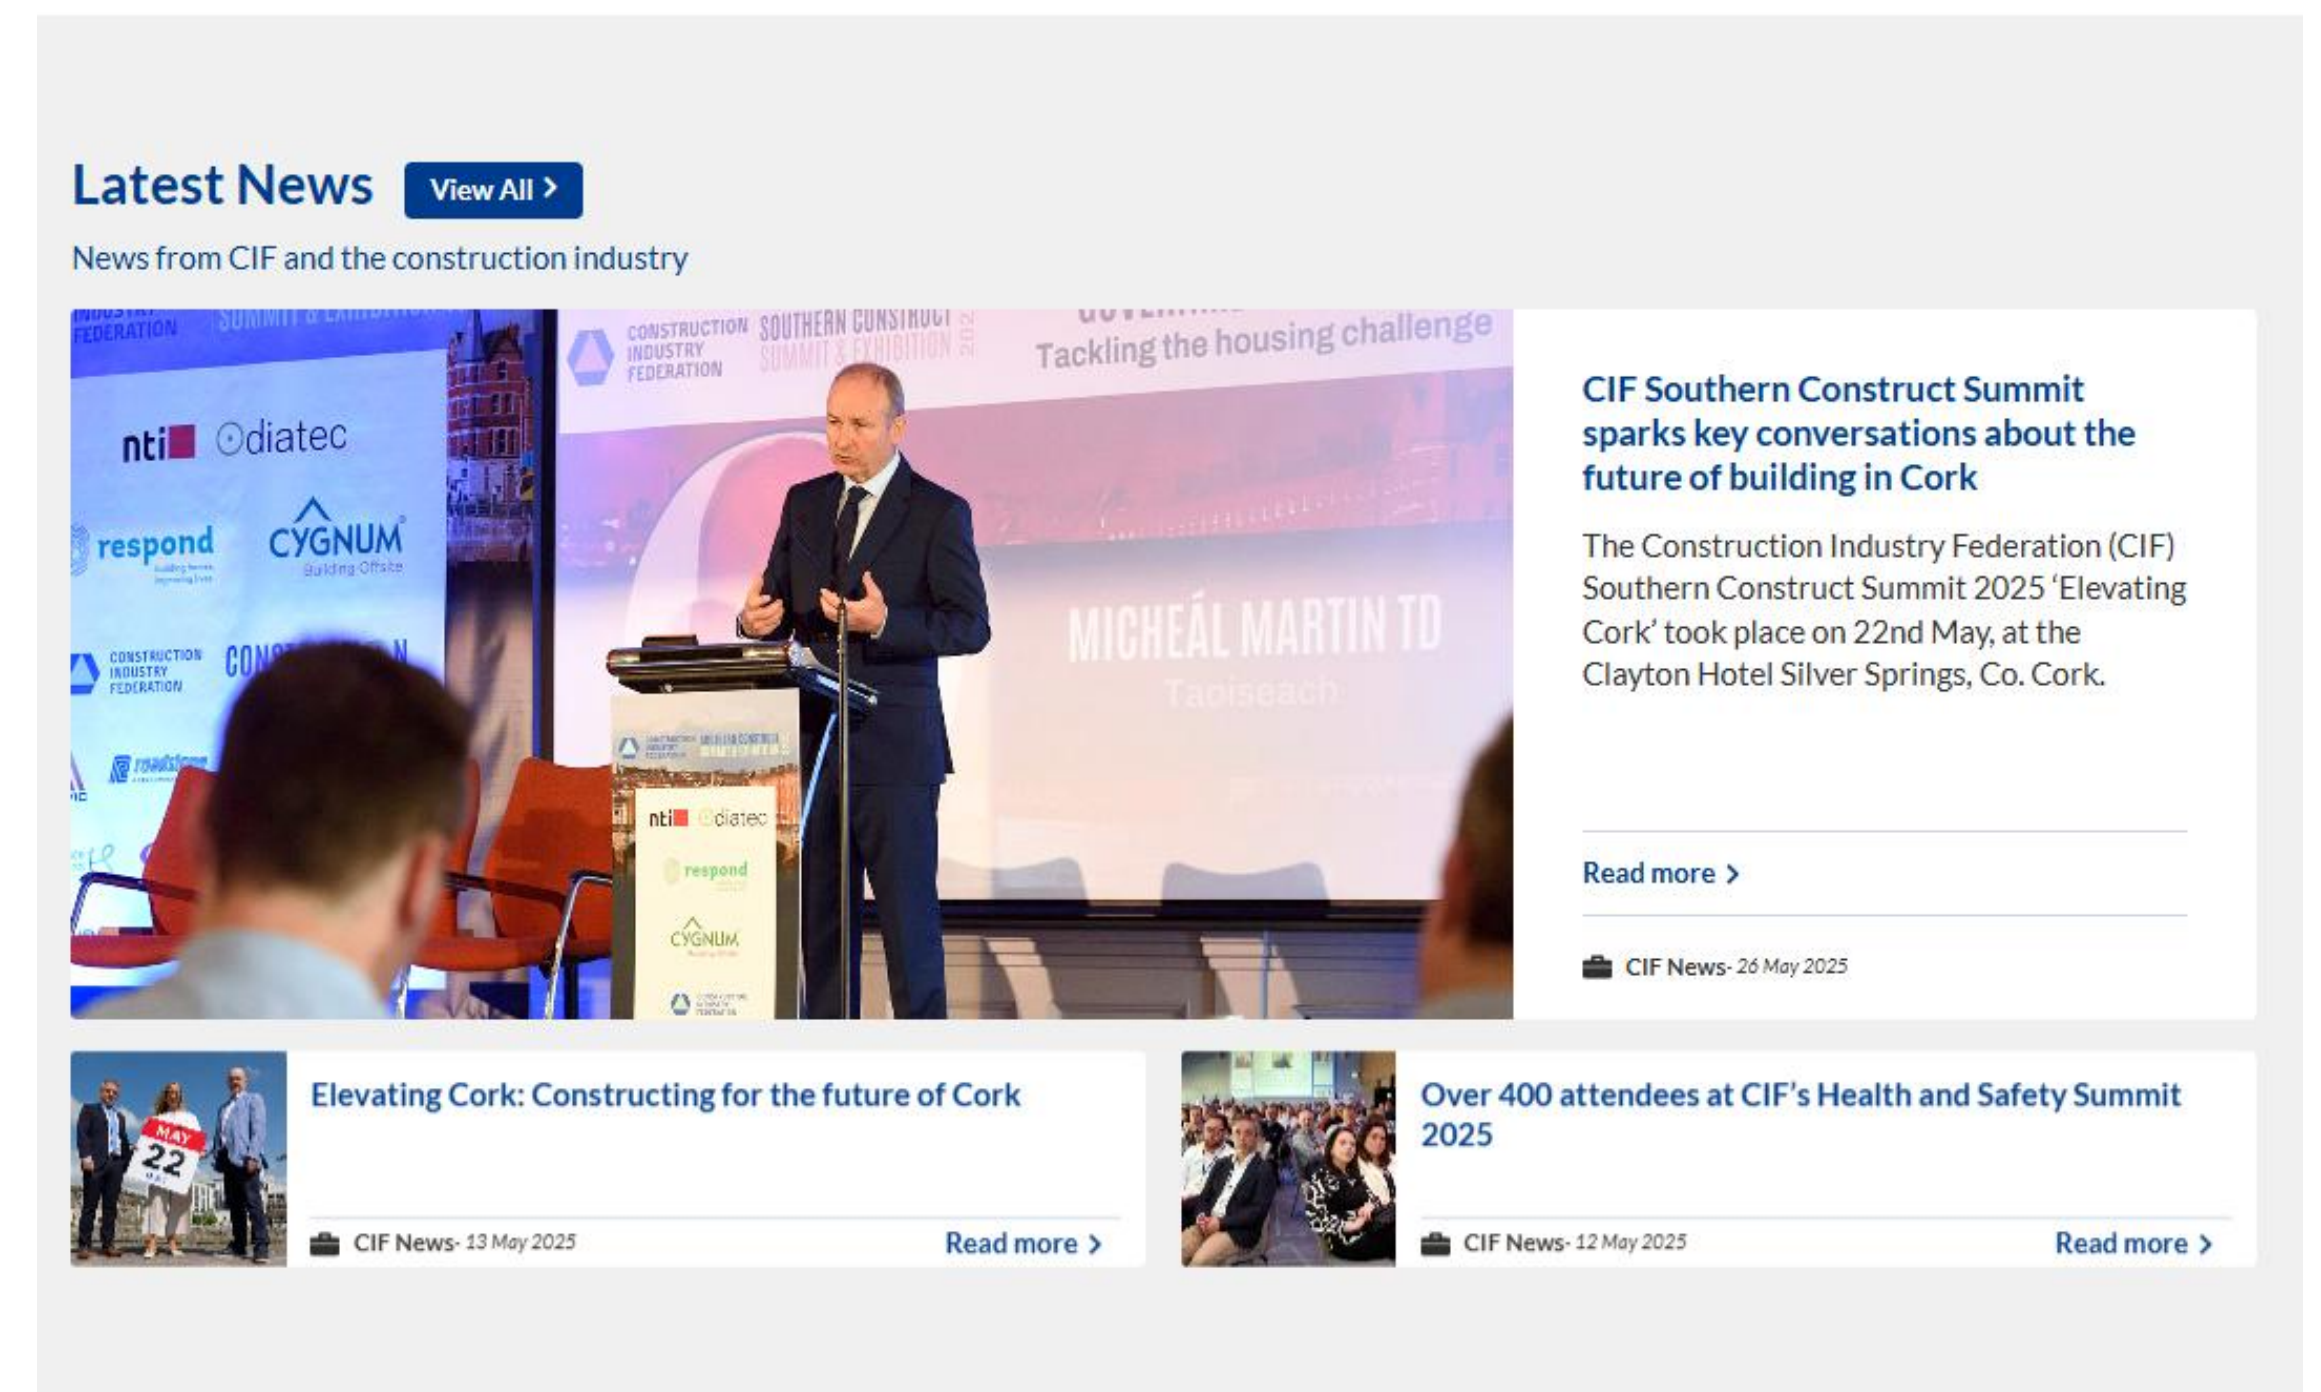 Latest News
View All
News from CIF and the construction industry
FEDERATION
CONSTRUCTION
INDUSTRY
FEDERATION
SOUTHERN CONSTRUCT
SUMMIT & EXHIBITION
Tackling the housing challenge
nti
diatec
respond
CYGNUM
Building Offsite
CONSTRUCTION
INDUSTRY
FEDERATION
MICHEÁL MARTIN TD
Taoiseach
nti
diatec
respond
CYGNUM
CIF Southern Construct Summit
sparks key conversations about the
future of building in Cork
The Construction Industry Federation (CIF)
Southern Construct Summit 2025 ‘Elevating
Cork’ took place on 22nd May, at the
Clayton Hotel Silver Springs, Co. Cork.
Read more
CIF News- 26 May 2025
MAY
22
Elevating Cork: Constructing for the future of Cork
CIF News- 13 May 2025
Read more
Over 400 attendees at CIF’s Health and Safety Summit
2025
CIF News- 12 May 2025
Read more